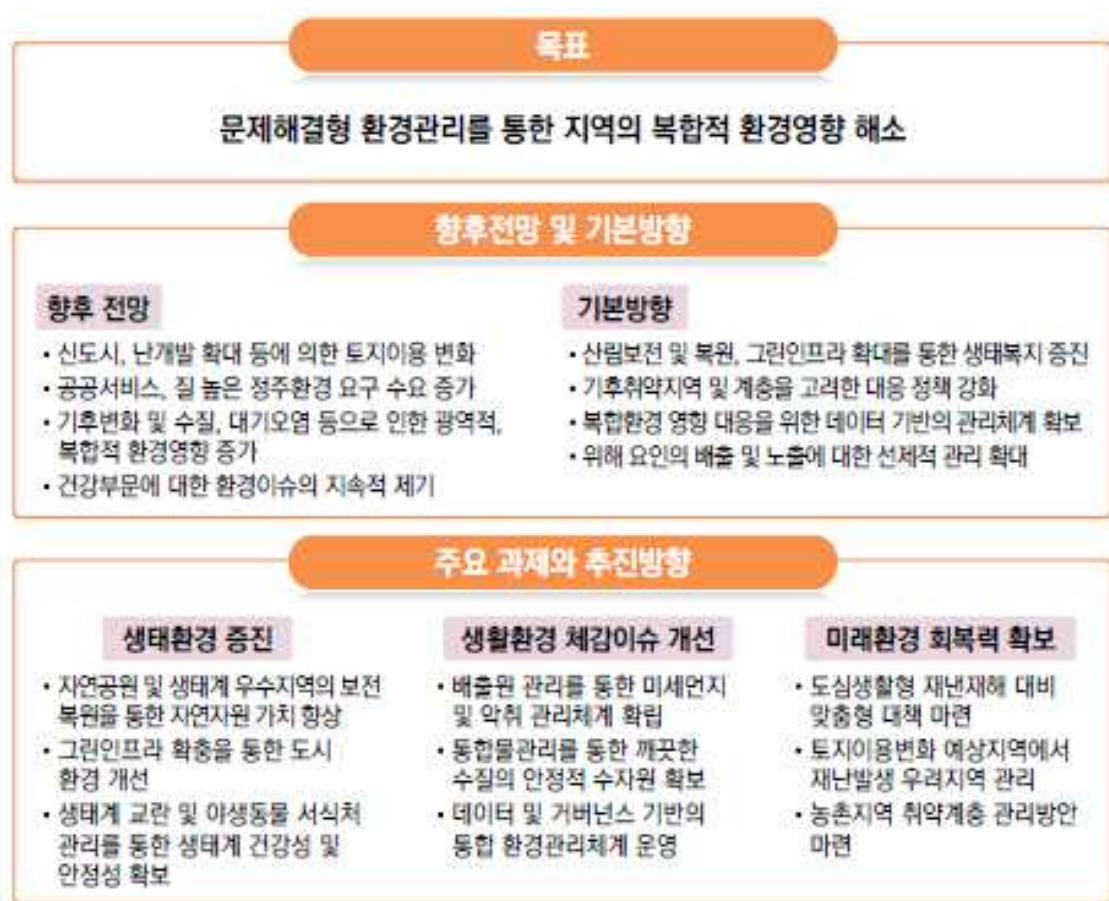 목표
문제해결형 환경관리를 통한 지역의 복합적 환경영향 해소
향후전망 및 기본방향
향후 전망
• 신도시, 난개발 확대 등에 의한 토지이용 변화
• 공공서비스, 질 높은 정주환경 요구 수요 증가
• 기후변화 및 수질, 대기오염 등으로 인한 광역적,
복합적 환경영향 증가
• 건강부문에 대한 환경이슈의 지속적 제기
기본방향
• 산림보전 및 복원, 그린인프라 확대를 통한 생태복지 증진
• 기후취약지역 및 계층을 고려한 대응 정책 강화
• 복합환경 영향 대응을 위한 데이터 기반의 관리체계 확보
• 위해 요인의 배출 및 노출에 대한 선제적 관리 확대
주요 과제와 추진방향
생태환경 증진
• 자연공원 및 생태계 우수지역의 보전
복원을 통한 자연자원 가치 향상
• 그린인프라 확충을 통한 도시
환경 개선
• 생태계 교란 및 야생동물 서식처
관리를 통한 생태계 건강성 및
안정성 확보
생활환경 체감이슈 개선
• 배출원 관리를 통한 미세먼지
및 악취 관리체계 확립
• 통합물관리를 통한 깨끗한
수질의 안정적 수자원 확보
• 데이터 및 거버넌스 기반의
통합 환경관리체계 운영
미래환경 회복력 확보
• 도심생활형 재낸재해 대비
맞춤형 대책 마련
• 토지이용변화 예상지역에서
재난발생 우려지역 관리
• 농촌지역 취약계층 관리방안
마련